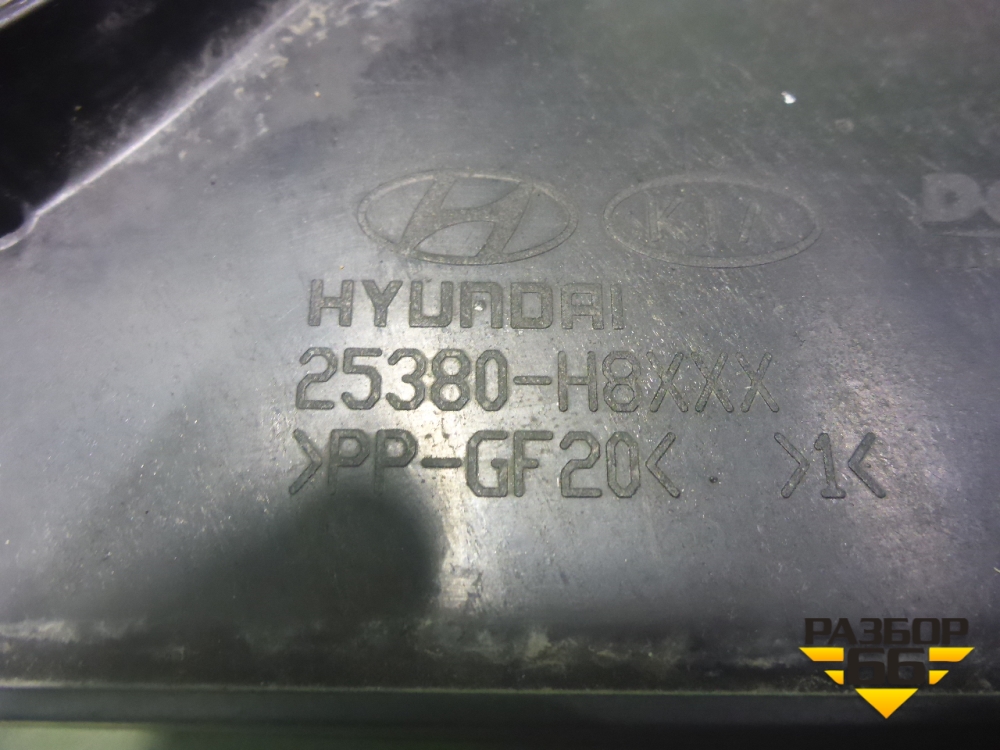 KIA
HYUNDAI
25380-H8XXX
>PP-GF20< >1<
РАЗБОР
66